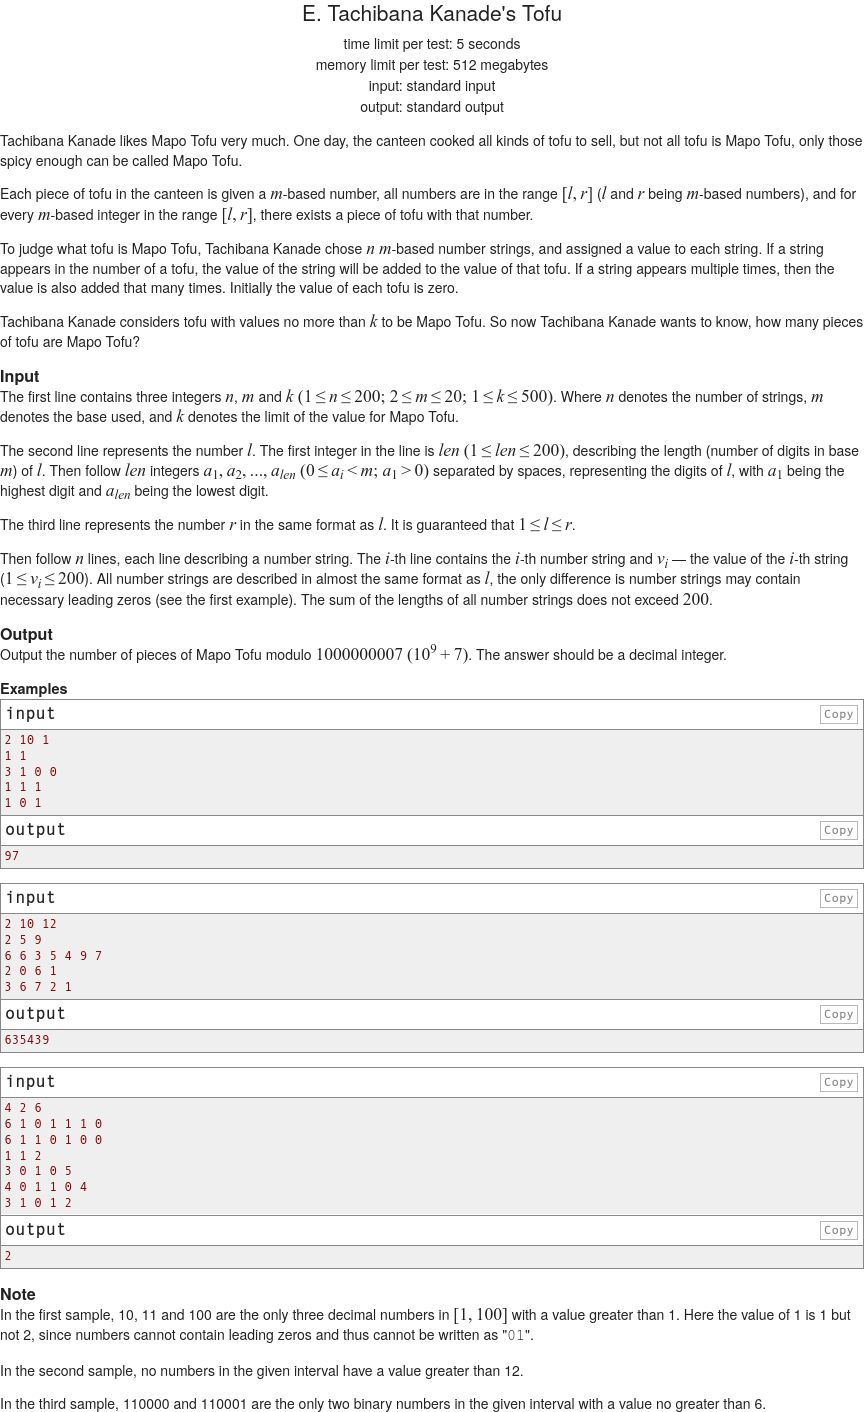 E. Tachibana Kanade's Tofu
time limit per test: 5 seconds
memory limit per test: 512 megabytes
input: standard input
output: standard output
Tachibana Kanade likes Mapo Tofu very much. One day, the canteen cooked all kinds of tofu to sell, but not all tofu is Mapo Tofu, only those
spicy enough can be called Mapo Tofu.
Each piece of tofu in the canteen is given a m-based number, all numbers are in the range [l, r] (l and r being m-based numbers), and for
every m-based integer in the range [l, r], there exists a piece of tofu with that number.
To judge what tofu is Mapo Tofu, Tachibana Kanade chose n m-based number strings, and assigned a value to each string. If a string
appears in the number of a tofu, the value of the string will be added to the value of that tofu. If a string appears multiple times, then the
value is also added that many times. Initially the value of each tofu is zero.
Tachibana Kanade considers tofu with values no more than k to be Mapo Tofu. So now Tachibana Kanade wants to know, how many pieces
of tofu are Mapo Tofu?
Input
The first line contains three integers n, m and k (1 ≤ n ≤ 200; 2 ≤ m ≤ 20; 1 ≤ k ≤ 500). Where n denotes the number of strings, m
denotes the base used, and k denotes the limit of the value for Mapo Tofu.
The second line represents the number l. The first integer in the line is len (1 ≤ len ≤ 200), describing the length (number of digits in base
m) of l. Then follow len integers a1, a2, ..., alen (0 ≤ ai < m; a1 > 0) separated by spaces, representing the digits of l, with a1 being the
highest digit and alen being the lowest digit.
The third line represents the number r in the same format as l. It is guaranteed that 1 ≤ l ≤ r.
Then follow n lines, each line describing a number string. The i-th line contains the i-th number string and vi — the value of the i-th string
(1 ≤ vi ≤ 200). All number strings are described in almost the same format as l, the only difference is number strings may contain
necessary leading zeros (see the first example). The sum of the lengths of all number strings does not exceed 200.
Output
Output the number of pieces of Mapo Tofu modulo 1000000007 (10^9 + 7). The answer should be a decimal integer.
Examples
input Copy
2 10 1
1 1
3 1 0 0
1 1 1
1 0 1
output Copy
97
input Copy
2 10 12
2 5 9
6 6 3 5 4 9 7
2 0 6 1
3 6 7 2 1
output Copy
635439
input Copy
4 2 6
6 1 0 1 1 1 0
6 1 1 0 1 0 0
1 1 2
3 0 1 0 5
4 0 1 1 0 4
3 1 0 1 2
output Copy
2
Note
In the first sample, 10, 11 and 100 are the only three decimal numbers in [1, 100] with a value greater than 1. Here the value of 1 is 1 but
not 2, since numbers cannot contain leading zeros and thus cannot be written as "01".
In the second sample, no numbers in the given interval have a value greater than 12.
In the third sample, 110000 and 110001 are the only two binary numbers in the given interval with a value no greater than 6.